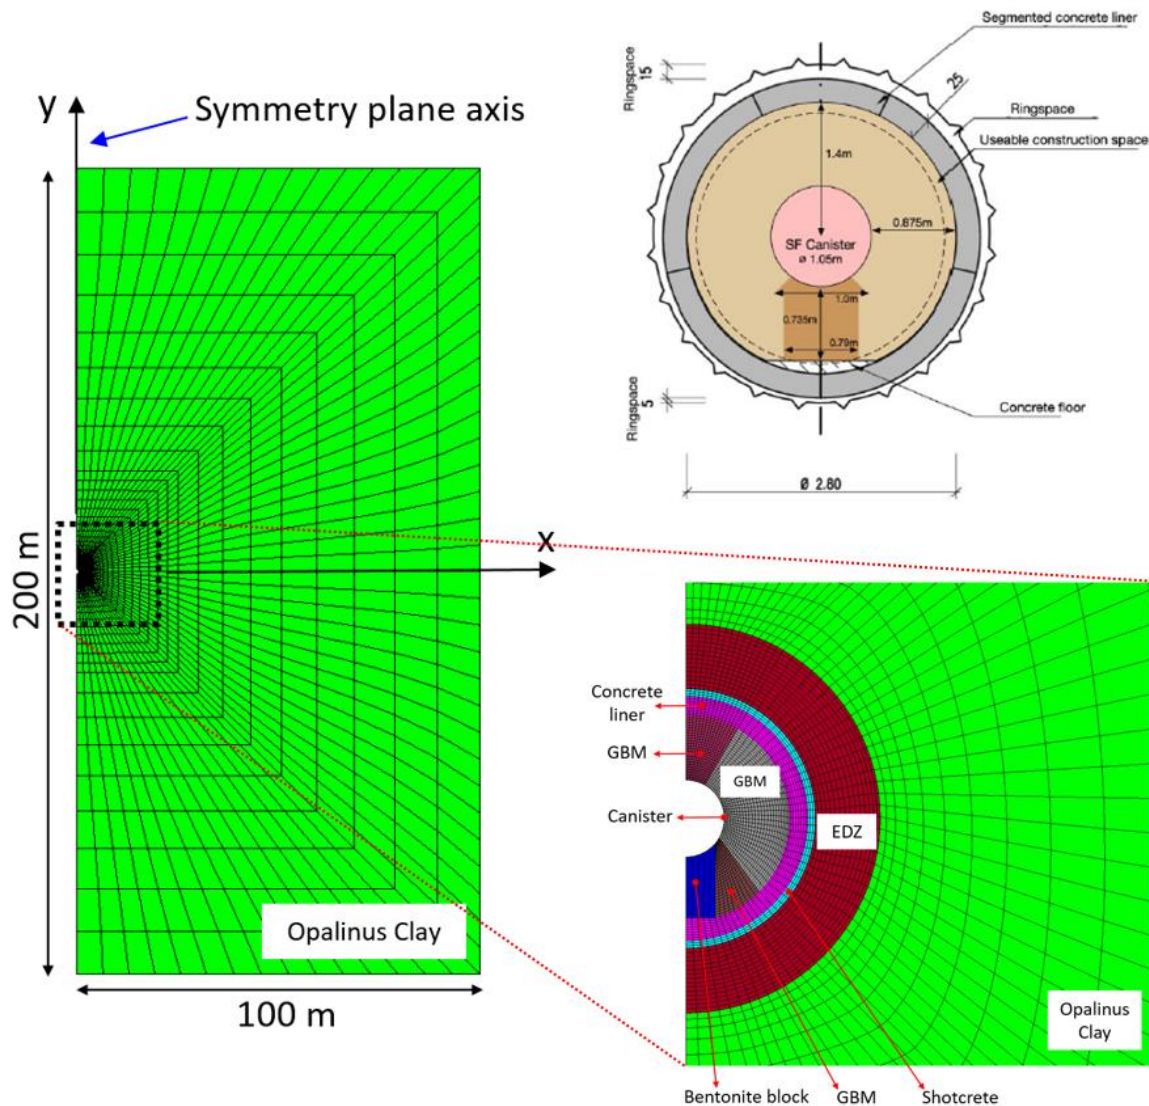 y
Symmetry plane axis
200 m
x
100 m
Opalinus Clay
Segmented concrete liner
Ringspace
15
25
Ringspace
Useable construction space
1.4m
0.875m
SF Canister
ø 1.05m
1.0m
0.735m
0.79m
Ringspace
5
Concrete floor
Ø 2.80
Concrete
liner
GBM
GBM
Canister
EDZ
Opalinus
Clay
Bentonite block
GBM
Shotcrete